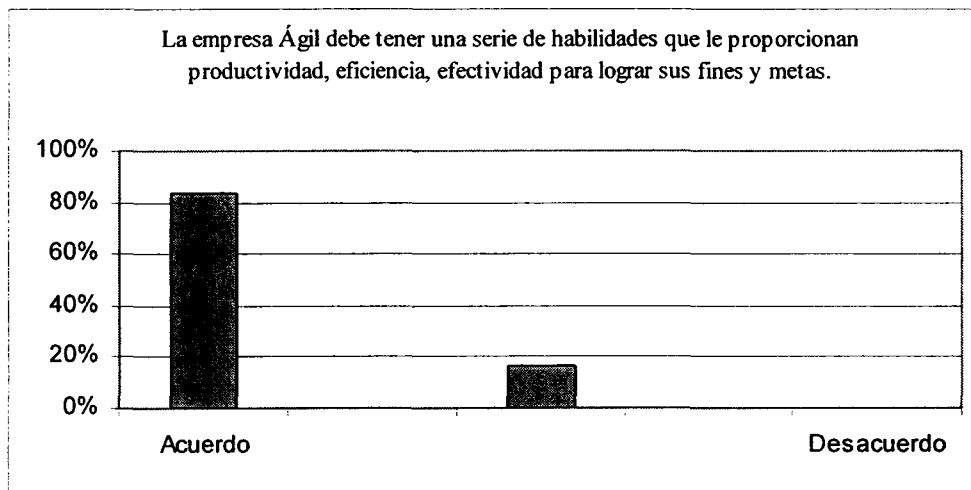 La empresa Ágil debe tener una serie de habilidades que le proporcionan
productividad, eficiencia, efectividad para lograr sus fines y metas.
100%
80%
60%
40%
20%
0%
Acuerdo
Desacuerdo